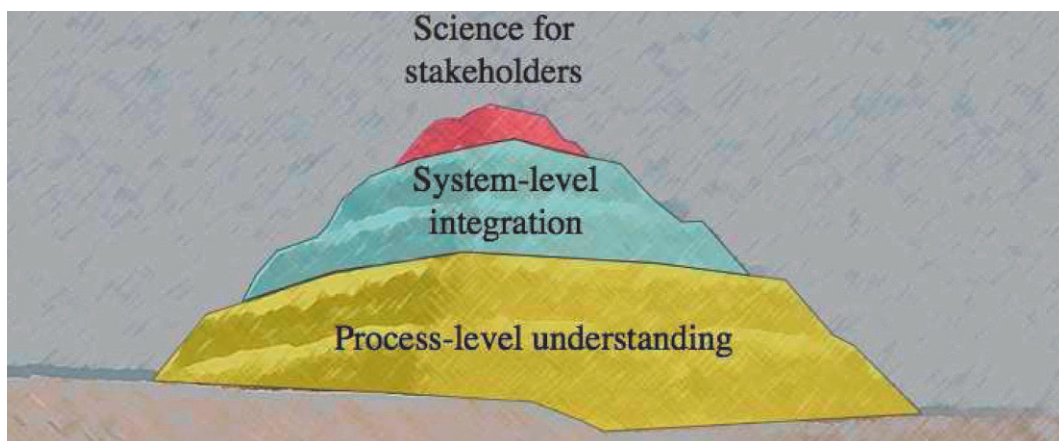 Science for
stakeholders
System-level
integration
Process-level understanding